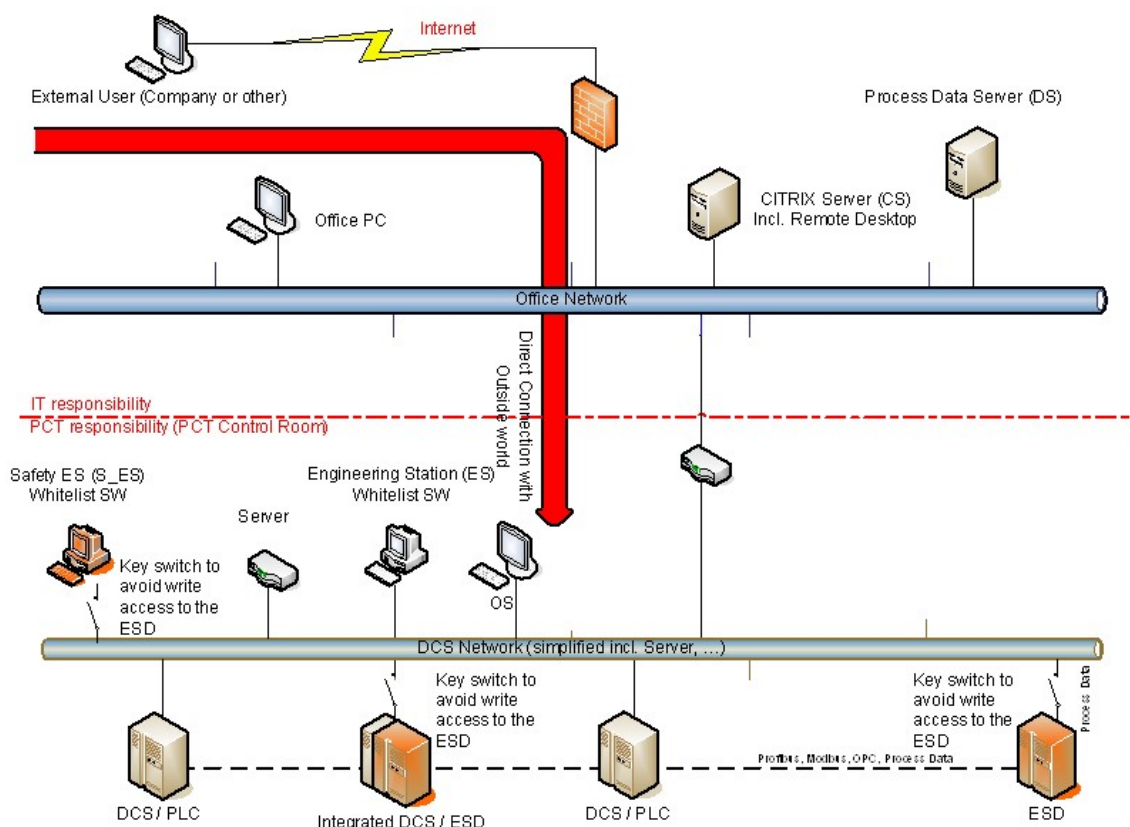 Internet
External User (Company or other)
Process Data Server (DS)
Office PC
CITRIX Server (CS)
Incl. Remote Desktop
Office Network
Direct Connection with
Outside world
IT responsibility
PCT responsibility (PCT Control Room)
Safety ES (S_ES)
Whitelist SW
Engineering Station (ES)
Whitelist SW
Server
Key switch to
avoid write
access to the
ESD
OS
DCS Network (simplified incl. Server, ...)
Key switch to
avoid write
access to the
ESD
Key switch to
avoid write
access to the
ESD
Process Data
Profibus, Modbus, OPC, Process Data
DCS / PLC
Integrated DCS / ESD
DCS / PLC
ESD